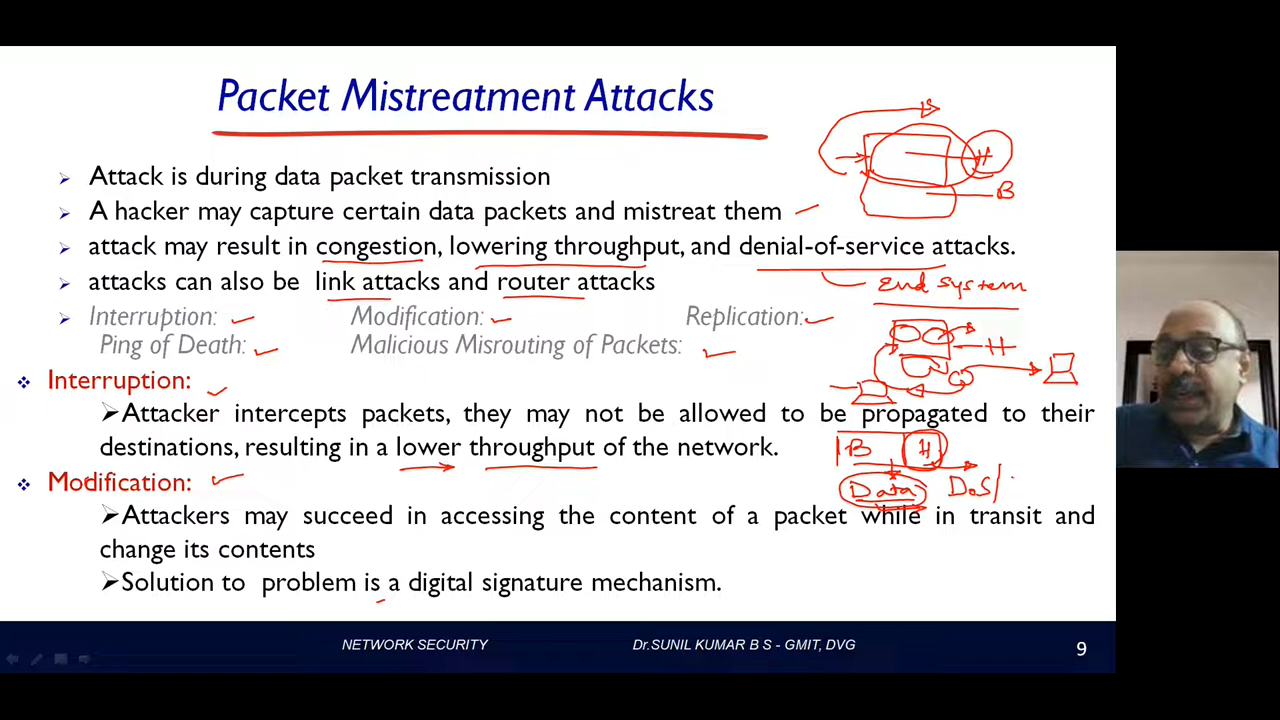 Packet Mistreatment Attacks
➢ Attack is during data packet transmission
➢ A hacker may capture certain data packets and mistreat them
➢ attack may result in congestion, lowering throughput, and denial-of-service attacks.
➢ attacks can also be link attacks and router attacks
End system
➢ Interruption: Modification: Replication:
Ping of Death: Malicious Misrouting of Packets:
❖ Interruption:
➢Attacker intercepts packets, they may not be allowed to be propagated to their
destinations, resulting in a lower throughput of the network.
❖ Modification:
➢Attackers may succeed in accessing the content of a packet while in transit and
change its contents
➢Solution to problem is a digital signature mechanism.
H
B
H
B H
Data DoS/
NETWORK SECURITY Dr.SUNIL KUMAR B S - GMIT, DVG 9